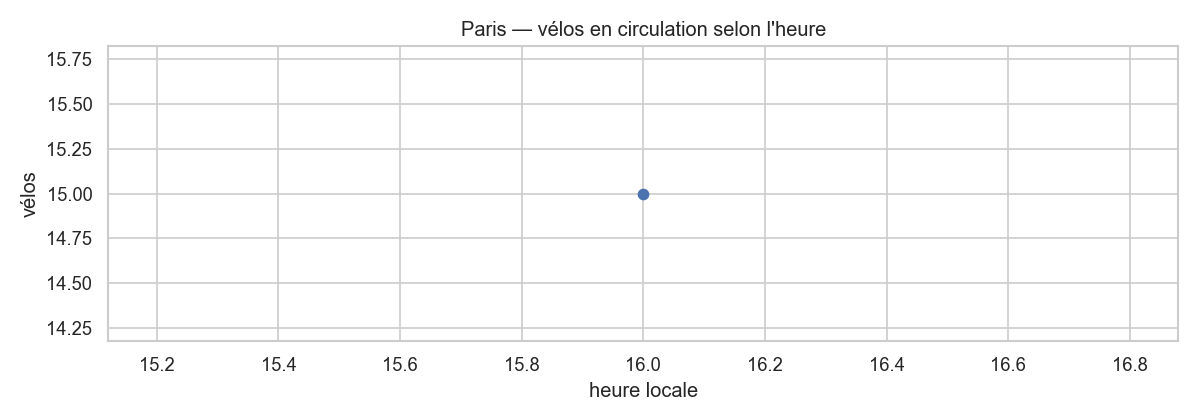 Paris — vélos en circulation selon l'heure
15.75
15.50
15.25
15.00
14.75
14.50
14.25
vélos
15.2 15.4 15.6 15.8 16.0 16.2 16.4 16.6 16.8
heure locale